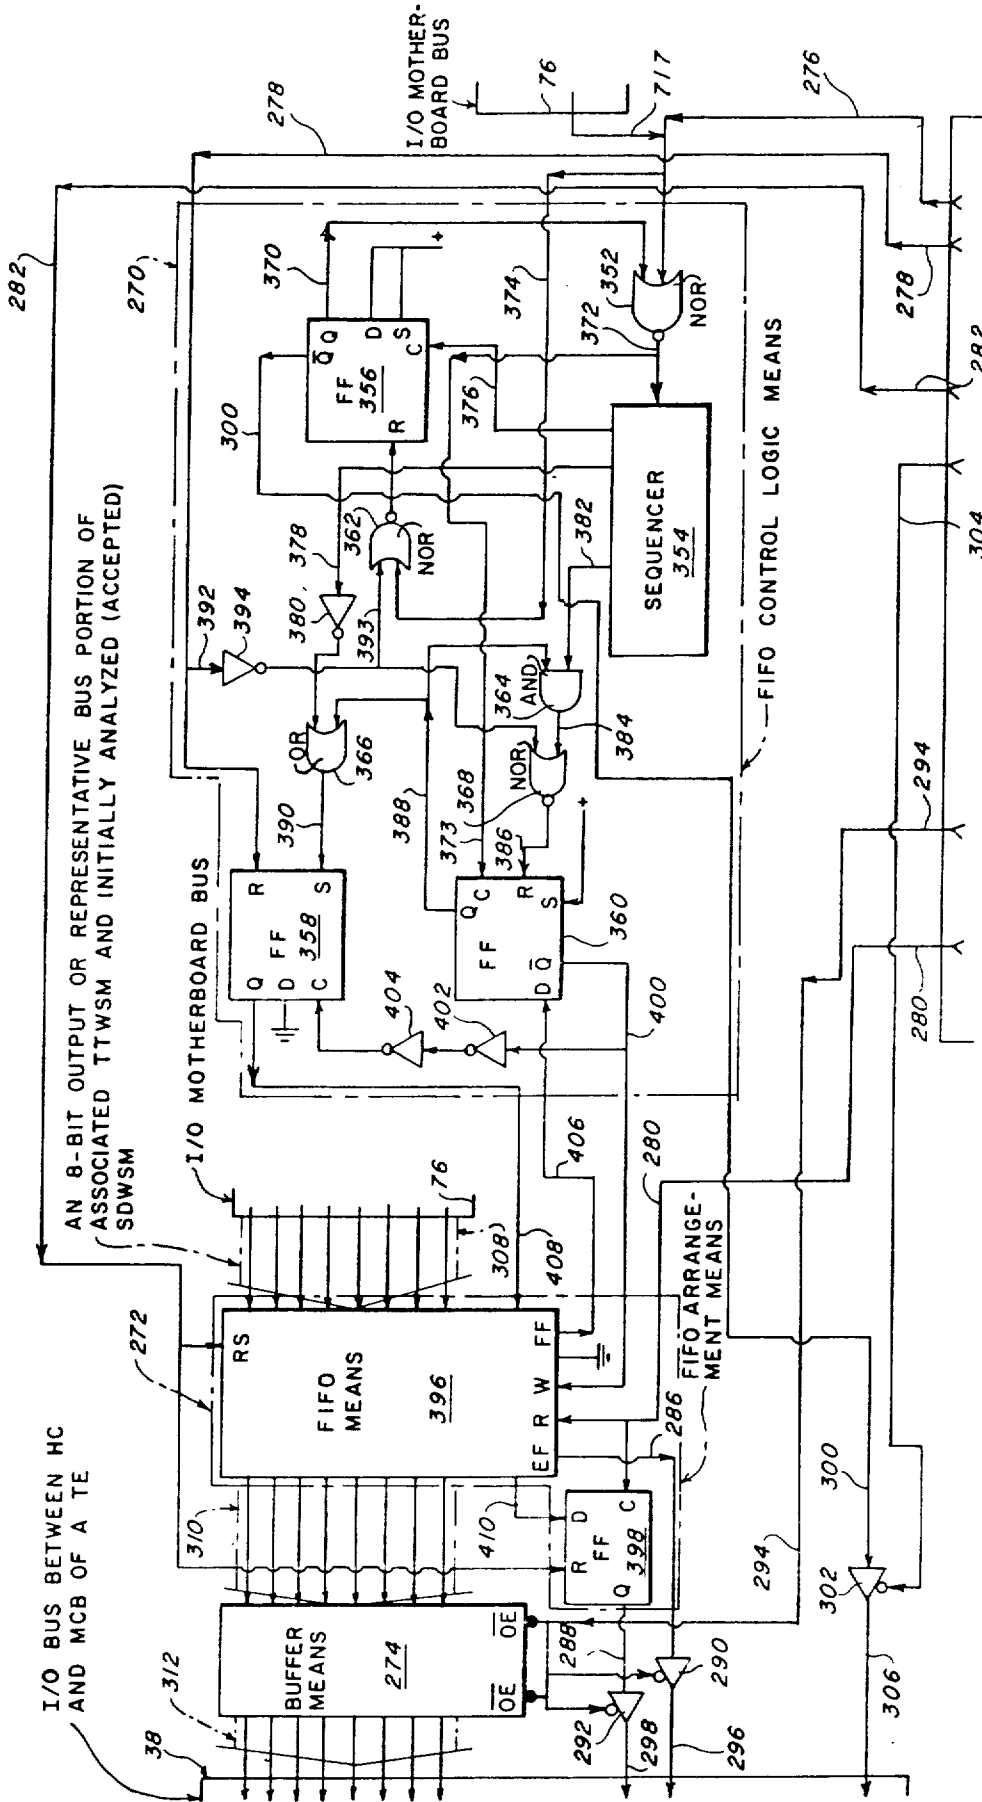 I/O BUS BETWEEN HC
AND MCB OF A TE
38
312
310
272
AN 8-BIT OUTPUT OR REPRESENTATIVE BUS PORTION OF
ASSOCIATED TTWSM AND INITIALLY ANALYZED (ACCEPTED)
SDWSM
I/O MOTHERBOARD BUS
76
308
408
282
270
278
I/O MOTHER-
BOARD BUS
76
717
276
BUFFER
MEANS
274
OE
OE
FIFO
MEANS
396
RS
EF
R
W
FF
410
R
D
FF
398
Q
C
286
288
292
290
298
296
FIFO ARRANGE-
MENT MEANS
280
406
400
404
402
Q
R
D
FF
358
C
S
390
OR
366
392
394
380
378
393
362
NOR
300
Q
Q
D
S
C
R
FF
356
370
+
374
376
372
352
NOR
SEQUENCER
354
382
AND
364
384
NOR
373
368
388
386
+
Q
C
R
S
FF
D
Q
360
FIFO CONTROL LOGIC MEANS
294
300
302
306
280
294
304
282
278